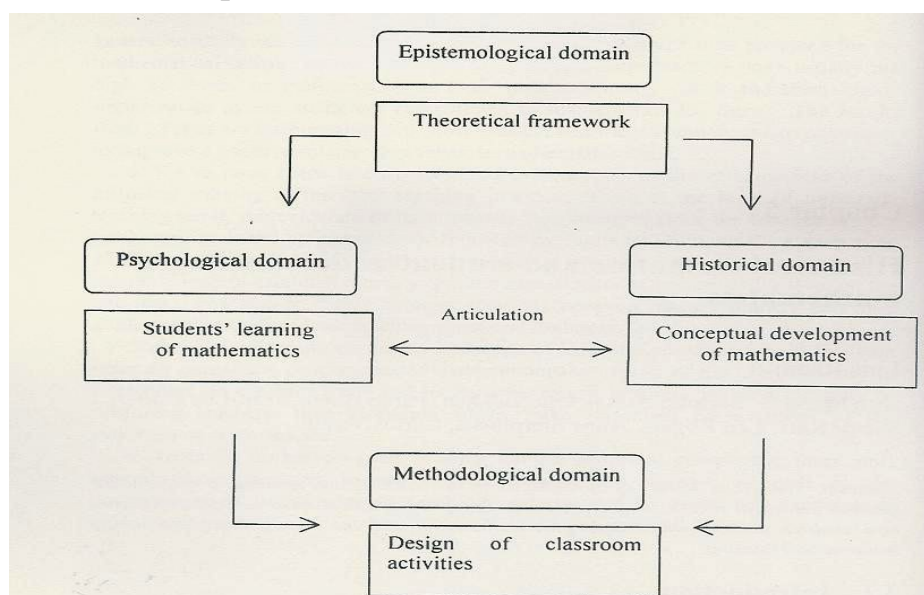 Epistemological domain
Theoretical framework
Psychological domain
Historical domain
Articulation
Students' learning
of mathematics
Conceptual development
of mathematics
Methodological domain
Design of classroom
activities